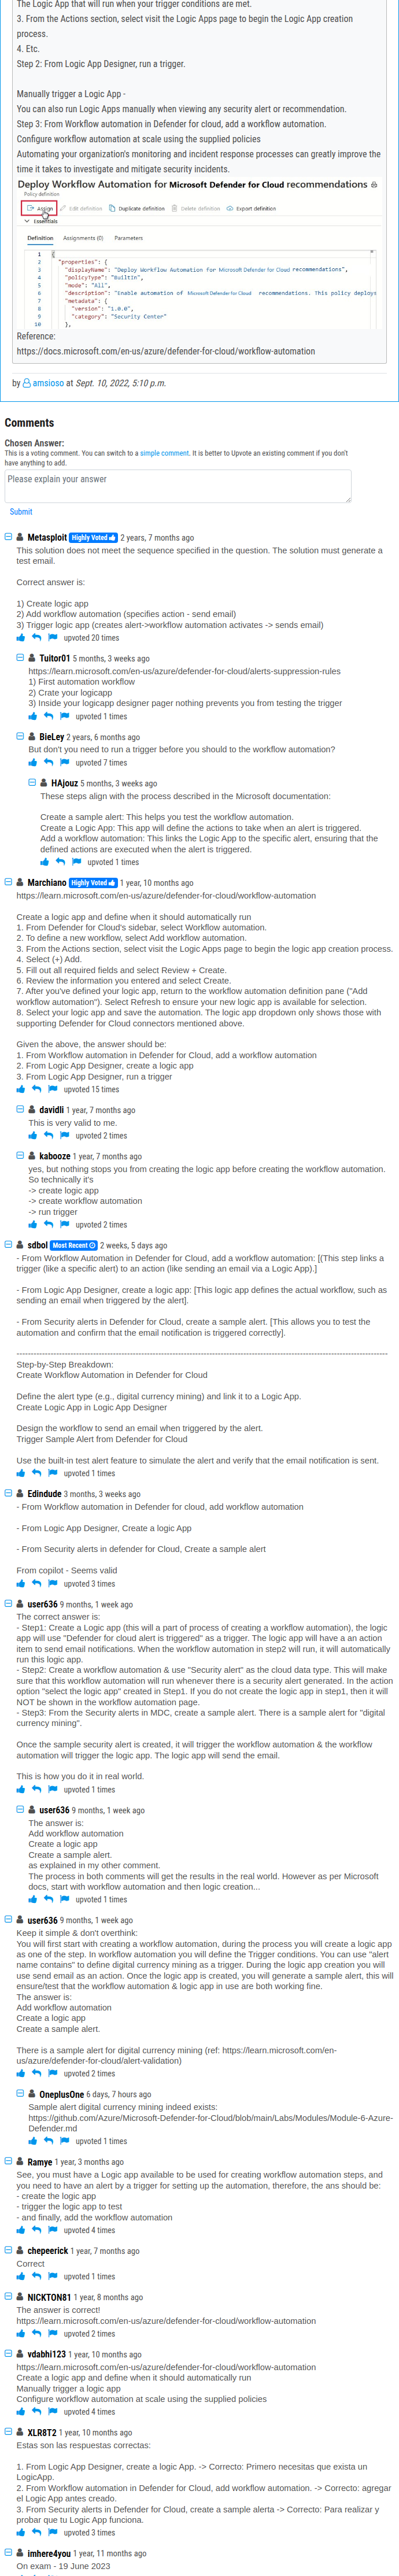 The Logic App that will run when your trigger conditions are met.
3. From the Actions section, select visit the Logic Apps page to begin the Logic App creation
process.
4. Etc.
Step 2: From Logic App Designer, run a trigger.
Manually trigger a Logic App -
You can also run Logic Apps manually when viewing any security alert or recommendation.
Step 3: From Workflow automation in Defender for cloud, add a workflow automation.
Configure workflow automation at scale using the supplied policies
Automating your organization's monitoring and incident response processes can greatly improve the
time it takes to investigate and mitigate security incidents.
Deploy Workflow Automation for Microsoft Defender for Cloud recommendations
Policy definition
Assign Edit definition Duplicate definition Delete definition Export definition
Essentials
Definition Assignments (0) Parameters
1 {
2 "properties": {
3 "displayName": "Deploy Workflow Automation for Microsoft Defender for Cloud recommendations",
4 "policyType": "BuiltIn",
5 "mode": "All",
6 "description": "Enable automation of Microsoft Defender for Cloud recommendations. This policy deploys
7 "metadata": {
8 "version": "1.0.0",
9 "category": "Security Center"
10 },
Reference:
https://docs.microsoft.com/en-us/azure/defender-for-cloud/workflow-automation
by amsioso at Sept. 10, 2022, 5:10 p.m.
Comments
Chosen Answer:
This is a voting comment. You can switch to a simple comment. It is better to Upvote an existing comment if you don't
have anything to add.
Please explain your answer
Submit
Metasploit Highly Voted 2 years, 7 months ago
This solution does not meet the sequence specified in the question. The solution must generate a
test email.
Correct answer is:
1) Create logic app
2) Add workflow automation (specifies action - send email)
3) Trigger logic app (creates alert->workflow automation activates -> sends email)
upvoted 20 times
Tuitor01 5 months, 3 weeks ago
https://learn.microsoft.com/en-us/azure/defender-for-cloud/alerts-suppression-rules
1) First automation workflow
2) Crate your logicapp
3) Inside your logicapp designer pager nothing prevents you from testing the trigger
upvoted 1 times
BieLey 2 years, 6 months ago
But don't you need to run a trigger before you should to the workflow automation?
upvoted 7 times
HAjouz 5 months, 3 weeks ago
These steps align with the process described in the Microsoft documentation:
Create a sample alert: This helps you test the workflow automation.
Create a Logic App: This app will define the actions to take when an alert is triggered.
Add a workflow automation: This links the Logic App to the specific alert, ensuring that the
defined actions are executed when the alert is triggered.
upvoted 1 times
Marchiano Highly Voted 1 year, 10 months ago
https://learn.microsoft.com/en-us/azure/defender-for-cloud/workflow-automation
Create a logic app and define when it should automatically run
1. From Defender for Cloud's sidebar, select Workflow automation.
2. To define a new workflow, select Add workflow automation.
3. From the Actions section, select visit the Logic Apps page to begin the logic app creation process.
4. Select (+) Add.
5. Fill out all required fields and select Review + Create.
6. Review the information you entered and select Create.
7. After you've defined your logic app, return to the workflow automation definition pane ("Add
workflow automation"). Select Refresh to ensure your new logic app is available for selection.
8. Select your logic app and save the automation. The logic app dropdown only shows those with
supporting Defender for Cloud connectors mentioned above.
Given the above, the answer should be:
1. From Workflow automation in Defender for Cloud, add a workflow automation
2. From Logic App Designer, create a logic app
3. From Logic App Designer, run a trigger
upvoted 15 times
davidli 1 year, 7 months ago
This is very valid to me.
upvoted 2 times
kabooze 1 year, 7 months ago
yes, but nothing stops you from creating the logic app before creating the workflow automation.
So technically it's
-> create logic app
-> create workflow automation
-> run trigger
upvoted 2 times
sdbol Most Recent 2 weeks, 5 days ago
- From Workflow Automation in Defender for Cloud, add a workflow automation: [(This step links a
trigger (like a specific alert) to an action (like sending an email via a Logic App).]
- From Logic App Designer, create a logic app: [This logic app defines the actual workflow, such as
sending an email when triggered by the alert].
- From Security alerts in Defender for Cloud, create a sample alert. [This allows you to test the
automation and confirm that the email notification is triggered correctly].
Step-by-Step Breakdown:
Create Workflow Automation in Defender for Cloud
Define the alert type (e.g., digital currency mining) and link it to a Logic App.
Create Logic App in Logic App Designer
Design the workflow to send an email when triggered by the alert.
Trigger Sample Alert from Defender for Cloud
Use the built-in test alert feature to simulate the alert and verify that the email notification is sent.
upvoted 1 times
Edindude 3 months, 3 weeks ago
- From Workflow automation in Defender for cloud, add workflow automation
- From Logic App Designer, Create a logic App
- From Security alerts in defender for Cloud, Create a sample alert
From copilot - Seems valid
upvoted 3 times
user636 9 months, 1 week ago
The correct answer is:
- Step1: Create a Logic App (this will a part of process of creating a workflow automation), the logic
app will use "Defender for cloud alert is triggered" as a trigger. The logic app will have a an action
item to send email notifications. When the workflow automation in step2 will run, it will automatically
run this logic app.
- Step2: Create a workflow automation & use "Security alert" as the cloud data type. This will make
sure that this workflow automation will run whenever there is a security alert generated. In the action
option "select the logic app" created in Step1. If you do not create the logic app in step1, then it will
NOT be shown in the workflow automation page.
- Step3: From the Security alerts in MDC, create a sample alert. There is a sample alert for "digital
currency mining".
Once the sample security alert is created, it will trigger the workflow automation & the workflow
automation will trigger the logic app. The logic app will send the email.
This is how you do it in real world.
upvoted 1 times
user636 9 months, 1 week ago
The answer is:
Add workflow automation
Create a logic app
Create a sample alert.
as explained in my other comment.
The process in both comments will get the results in the real world. However as per Microsoft
docs, start with workflow automation and then logic creation...
upvoted 1 times
user636 9 months, 1 week ago
Keep it simple & don't overthink:
You will first start with creating a workflow automation, during the process you will create a logic app
as one of the step. In workflow automation you will define the Trigger conditions. You can use "alert
name contains" to define digital currency mining as a trigger. During the logic app creation you will
use send email as an action. Once the logic app is created, you will generate a sample alert, this will
ensure/test that the workflow automation & logic app in use are both working fine.
The answer is:
Add workflow automation
Create a logic app
Create a sample alert.
There is a sample alert for digital currency mining (ref: https://learn.microsoft.com/en-
us/azure/defender-for-cloud/alert-validation)
upvoted 2 times
OneplusOne 6 days, 7 hours ago
Sample alert digital currency mining indeed exists:
https://github.com/Azure/Microsoft-Defender-for-Cloud/blob/main/Labs/Modules/Module-6-Azure-
Defender.md
upvoted 1 times
Ramye 1 year, 3 months ago
See, you must have a Logic app available to be used for creating workflow automation steps, and
you need to have an alert by a trigger for setting up the automation, therefore, the ans should be:
- create the logic app
- trigger the logic app to test
- and finally, add the workflow automation
upvoted 4 times
chepeerick 1 year, 7 months ago
Correct
upvoted 1 times
NICKTON81 1 year, 8 months ago
The answer is correct!
https://learn.microsoft.com/en-us/azure/defender-for-cloud/workflow-automation
upvoted 2 times
vdabhi123 1 year, 10 months ago
https://learn.microsoft.com/en-us/azure/defender-for-cloud/workflow-automation
Create a logic app and define when it should automatically run
Manually trigger a logic app
Configure workflow automation at scale using the supplied policies
upvoted 4 times
XLR8T2 1 year, 10 months ago
Estas son las respuestas correctas:
1. From Logic App Designer, create a logic App. -> Correcto: Primero necesitas que exista un
LogicApp.
2. From Workflow automation in Defender for Cloud, add workflow automation. -> Correcto: agregar
el Logic App antes creado.
3. From Security alerts in Defender for Cloud, create a sample alerta -> Correcto: Para realizar y
probar que tu Logic App funciona.
upvoted 3 times
imhere4you 1 year, 11 months ago
On exam - 19 June 2023